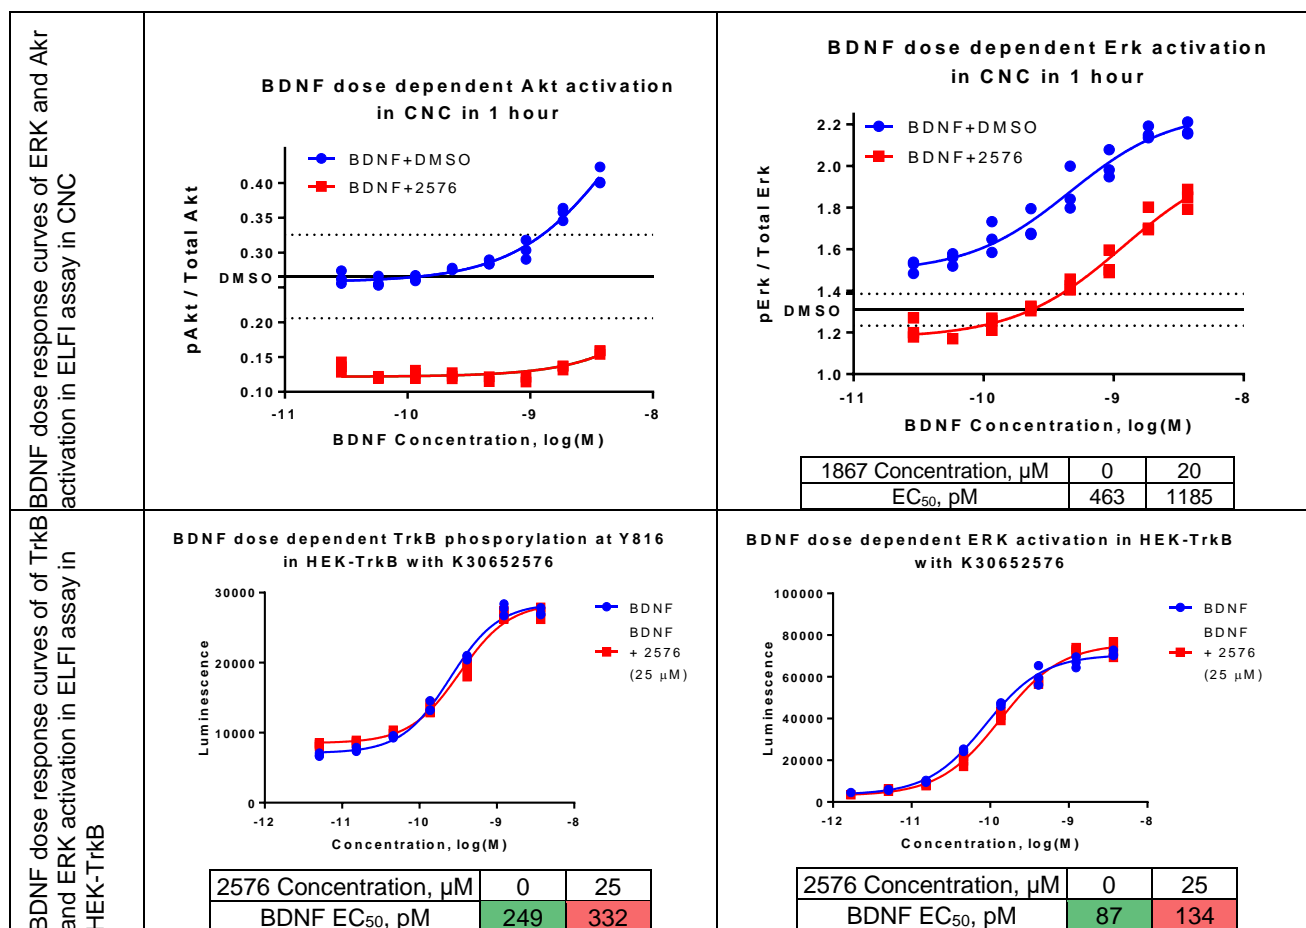 BDNF dose response curves of ERK and Akr
activation in ELFI assay in CNC
BDNF dose dependent Akt activation
in CNC in 1 hour
BDNF+DMSO
BDNF+2576
pAkt / Total Akt
0.40
0.35
0.30
DMSO
0.20
0.15
0.10
-11
-10
-9
-8
BDNF Concentration, log(M)
BDNF dose dependent Erk activation
in CNC in 1 hour
BDNF+DMSO
BDNF+2576
pErk / Total Erk
2.2
2.0
1.8
1.6
1.4
DMSO
1.2
1.0
-11
-10
-9
-8
BDNF Concentration, log(M)
1867 Concentration, µM 0 20
EC50, pM 463 1185
BDNF dose response curves of of TrkB
and ERK activation in ELFI assay in
HEK-TrkB
BDNF dose dependent TrkB phosporylation at Y816
in HEK-TrkB with K30652576
BDNF
BDNF
+ 2576
(25 µM)
Luminescence
30000
20000
10000
0
-12
-11
-10
-9
-8
Concentration, log(M)
2576 Concentration, µM 0 25
BDNF EC50, pM 249 332
BDNF dose dependent ERK activation in HEK-TrkB
with K30652576
BDNF
BDNF
+ 2576
(25 µM)
Luminescence
100000
80000
60000
40000
20000
0
-12
-11
-10
-9
-8
Concentration, log(M)
2576 Concentration, µM 0 25
BDNF EC50, pM 87 134